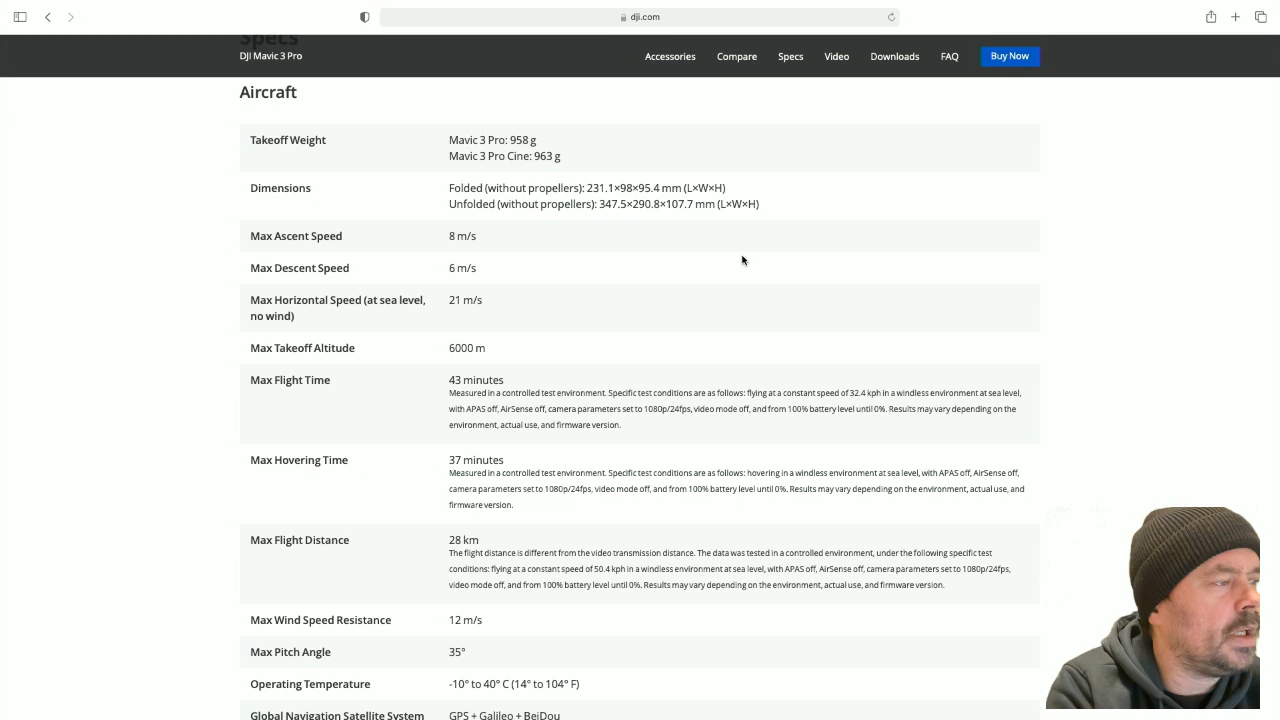 dji.com
Specs
DJI Mavic 3 Pro
Accessories
Compare
Specs
Video
Downloads
FAQ
Buy Now
Aircraft
Takeoff Weight
Mavic 3 Pro: 958 g
Mavic 3 Pro Cine: 963 g
Dimensions
Folded (without propellers): 231.1×98×95.4 mm (L×W×H)
Unfolded (without propellers): 347.5×290.8×107.7 mm (L×W×H)
Max Ascent Speed
8 m/s
Max Descent Speed
6 m/s
Max Horizontal Speed (at sea level,
no wind)
21 m/s
Max Takeoff Altitude
6000 m
Max Flight Time
43 minutes
Measured in a controlled test environment. Specific test conditions are as follows: flying at a constant speed of 32.4 kph in a windless environment at sea level,
with APAS off, AirSense off, camera parameters set to 1080p/24fps, video mode off, and from 100% battery level until 0%. Results may vary depending on the
environment, actual use, and firmware version.
Max Hovering Time
37 minutes
Measured in a controlled test environment. Specific test conditions are as follows: hovering in a windless environment at sea level, with APAS off, AirSense off,
camera parameters set to 1080p/24fps, video mode off, and from 100% battery level until 0%. Results may vary depending on the environment, actual use, and
firmware version.
Max Flight Distance
28 km
The flight distance is different from the video transmission distance. The data was tested in a controlled environment, under the following specific test
conditions: flying at a constant speed of 50.4 kph in a windless environment at sea level, with APAS off, AirSense off, camera parameters set to 1080p/24fps,
video mode off, and from 100% battery level until 0%. Results may vary depending on the environment, actual use, and firmware version.
Max Wind Speed Resistance
12 m/s
Max Pitch Angle
35°
Operating Temperature
-10° to 40° C (14° to 104° F)
Global Navigation Satellite System
GPS + Galileo + BeiDou